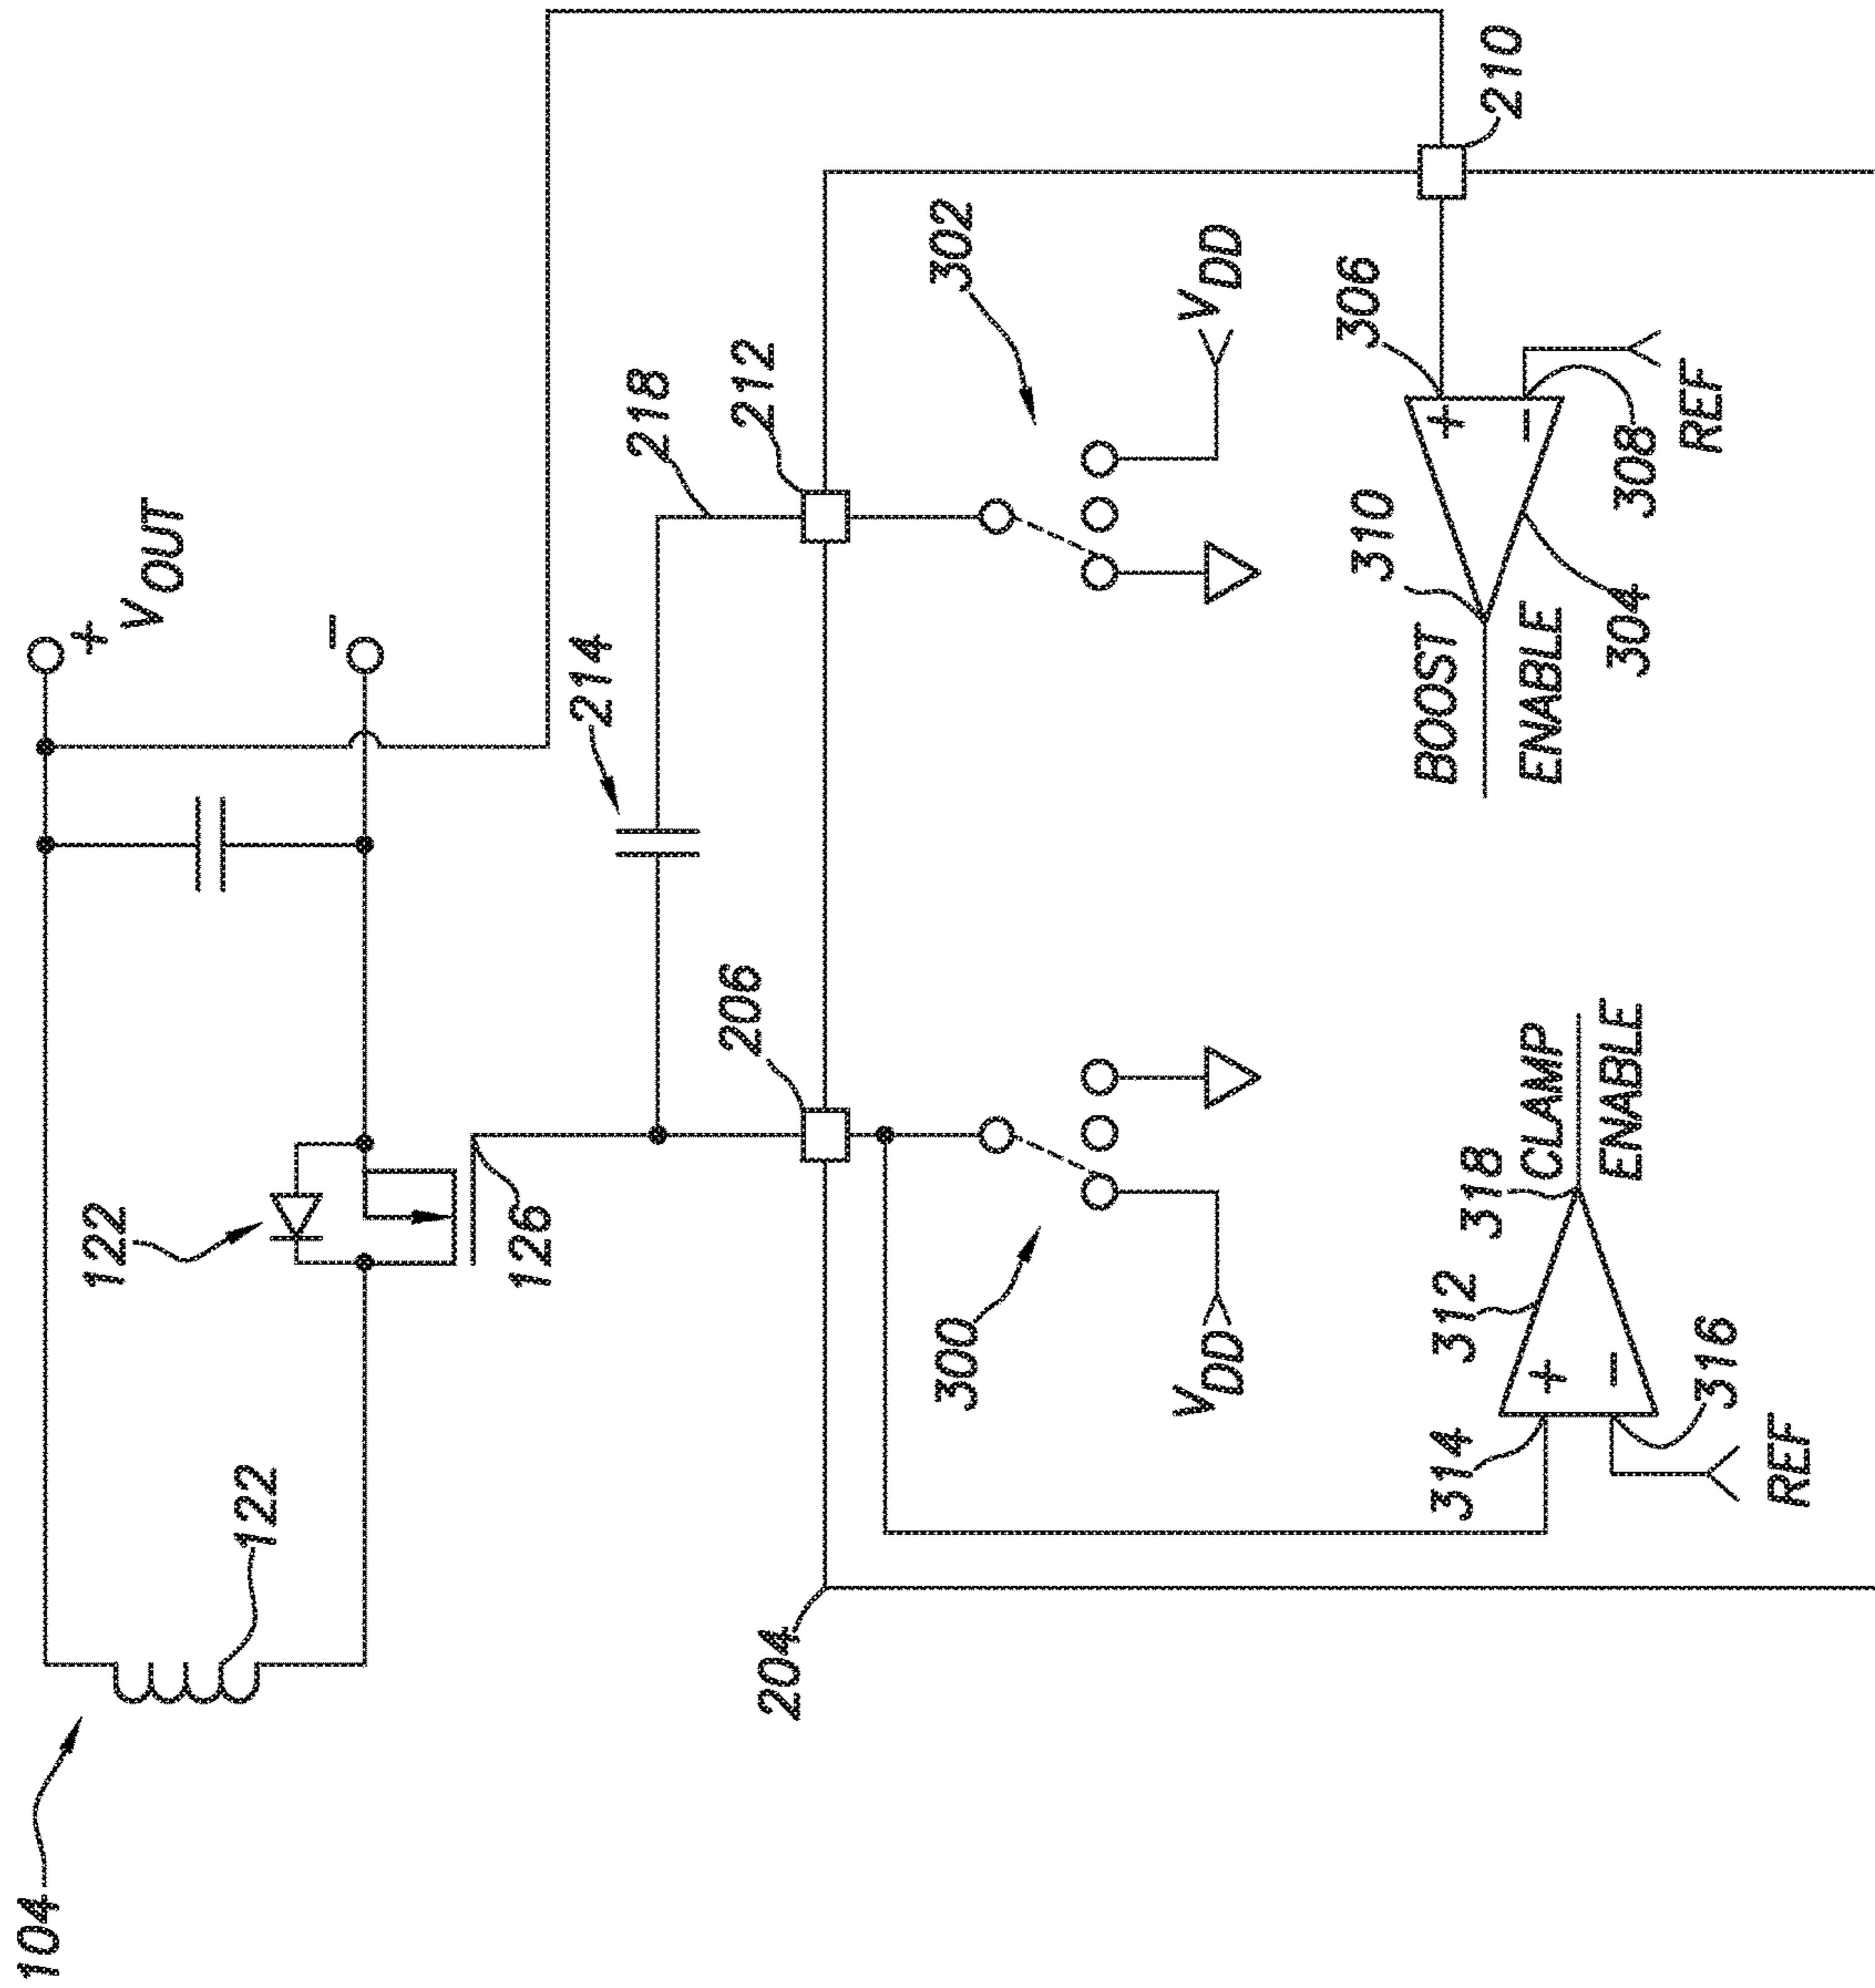 104
122
+
V OUT
−
122
126
214
218
206
212
204
300
302
VDD
VDD
306
310
210
BOOST
ENABLE
+
−
304
308
REF
314
312
318
+
−
CLAMP
ENABLE
316
REF